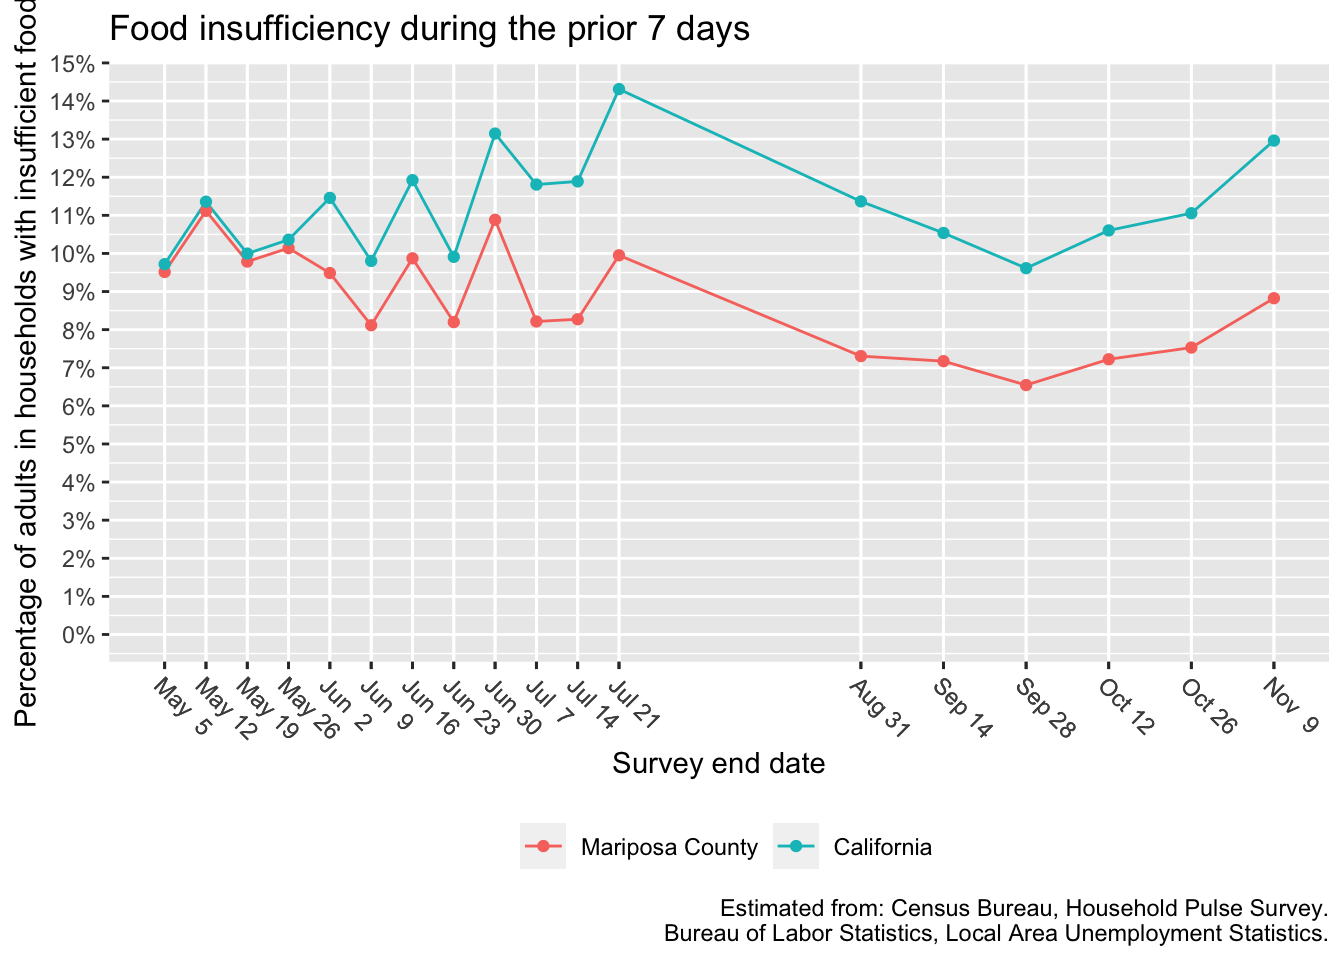 Food insufficiency during the prior 7 days
Percentage of adults in households with insufficient food
15%
14%
13%
12%
11%
10%
9%
8%
7%
6%
5%
4%
3%
2%
1%
0%
May 5
May 12
May 19
May 26
Jun 2
Jun 9
Jun 16
Jun 23
Jun 30
Jul 7
Jul 14
Jul 21
Aug 31
Sep 14
Sep 28
Oct 12
Oct 26
Nov 9
Survey end date
Mariposa County
California
Estimated from: Census Bureau, Household Pulse Survey.
Bureau of Labor Statistics, Local Area Unemployment Statistics.